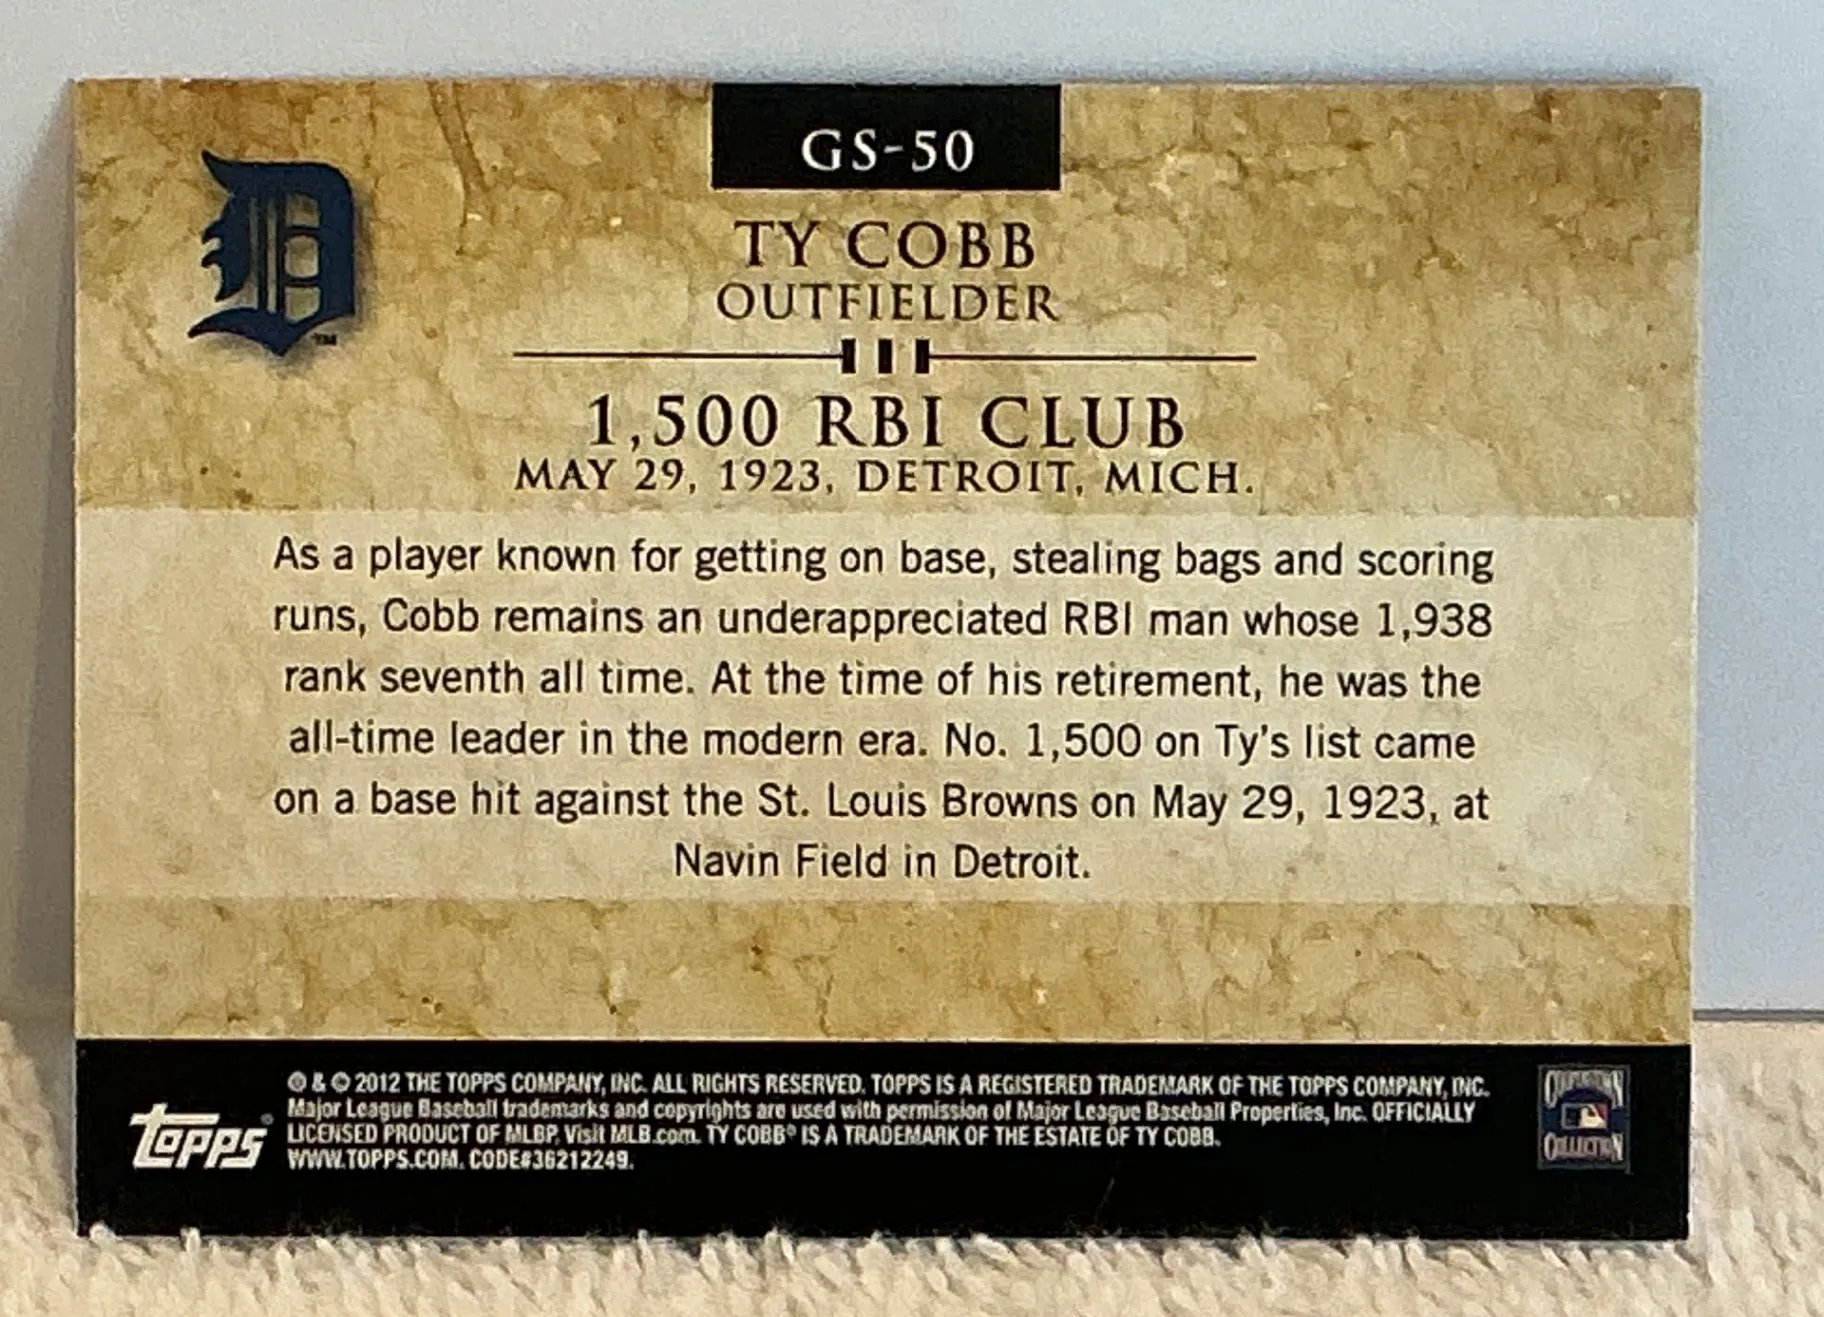 GS-50
TY COBB
OUTFIELDER
1,500 RBI CLUB
MAY 29, 1923, DETROIT, MICH.
As a player known for getting on base, stealing bags and scoring
runs, Cobb remains an underappreciated RBI man whose 1,938
rank seventh all time. At the time of his retirement, he was the
all-time leader in the modern era. No. 1,500 on Ty's list came
on a base hit against the St. Louis Browns on May 29, 1923, at
Navin Field in Detroit.
® & © 2012 THE TOPPS COMPANY, INC. ALL RIGHTS RESERVED. TOPPS IS A REGISTERED TRADEMARK OF THE TOPPS COMPANY, INC.
Major League Baseball trademarks and copyrights are used with permission of Major League Baseball Properties, Inc. OFFICIALLY
LICENSED PRODUCT OF MLBP. Visit MLB.com. TY COBB® IS A TRADEMARK OF THE ESTATE OF TY COBB.
WWW.TOPPS.COM. CODE#36212249.
topps®
D
TM
COOPERSTOWN
COLLECTION